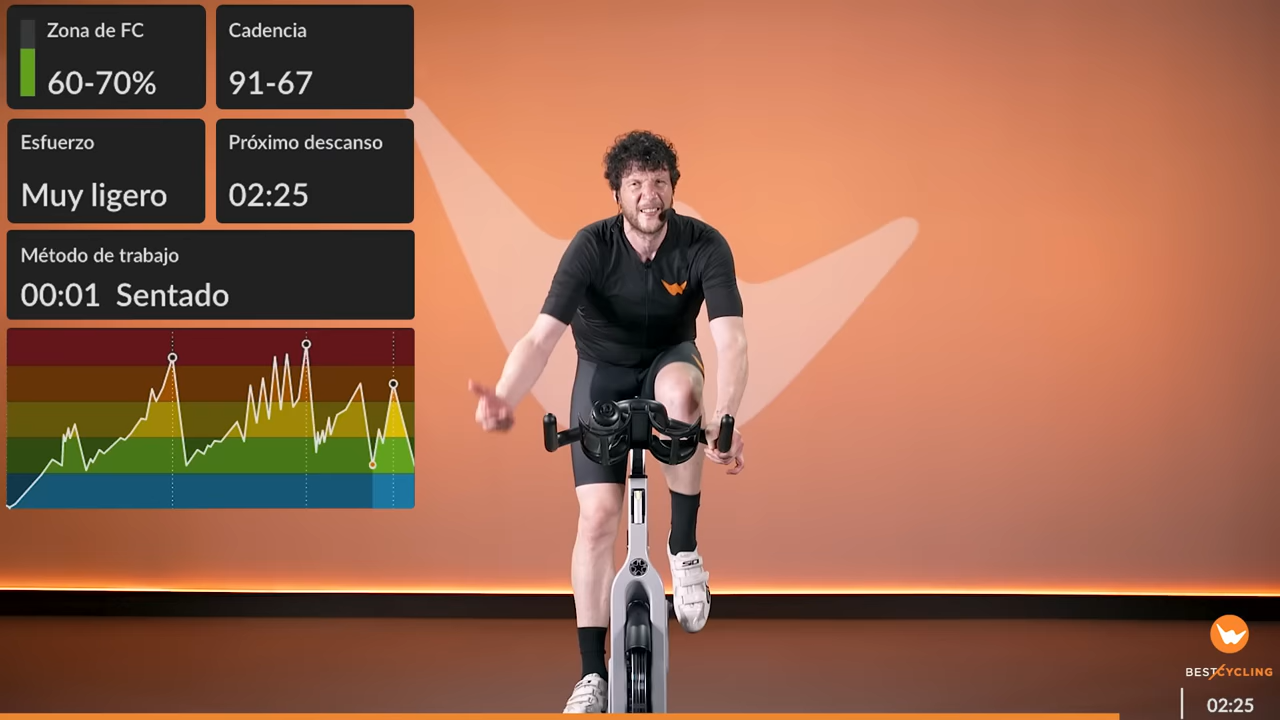 Zona de FC
60-70%
Cadencia
91-67
Esfuerzo
Muy ligero
Próximo descanso
02:25
Método de trabajo
00:01 Sentado
BESTCYCLING
02:25